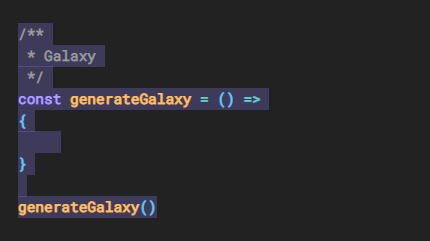 /**
 * Galaxy
 */
const generateGalaxy = () =>
{
}
generateGalaxy()